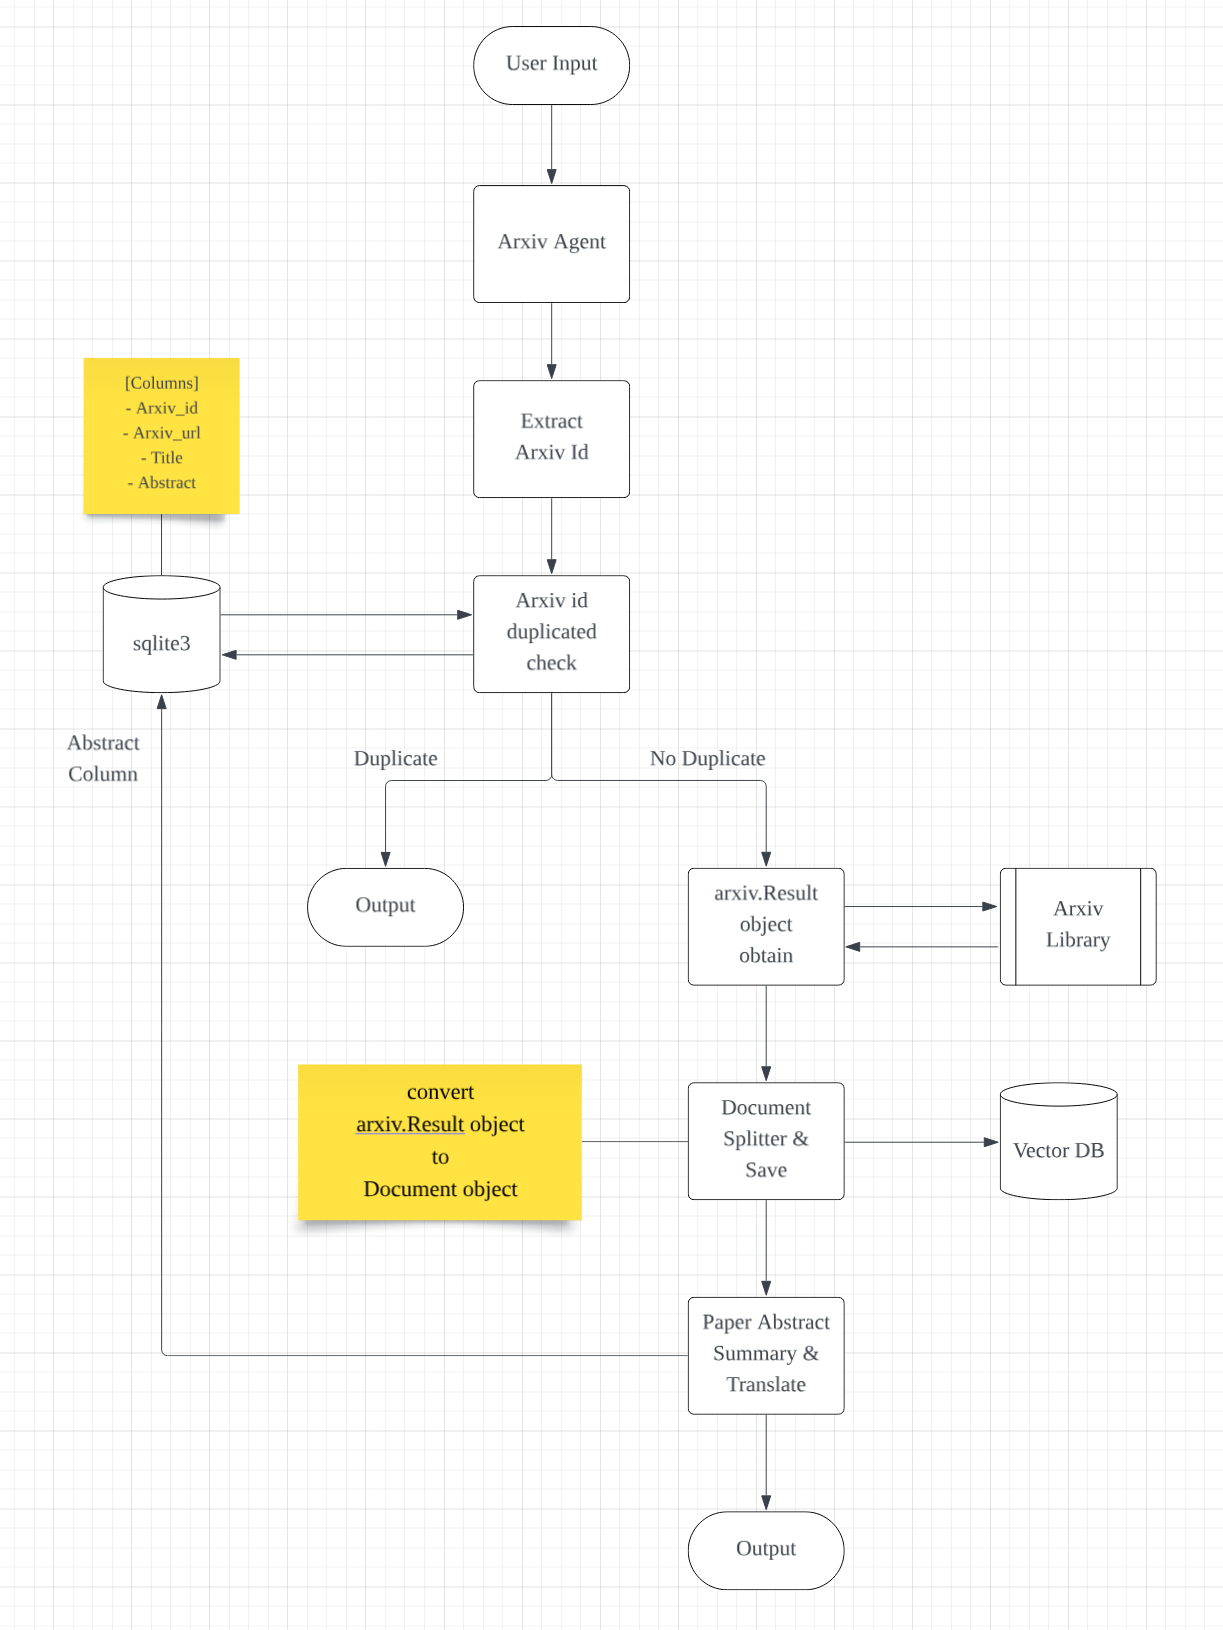 User Input
Arxiv Agent
[Columns]
- Arxiv_id
- Arxiv_url
- Title
- Abstract
Extract
Arxiv Id
sqlite3
Arxiv id
duplicated
check
Abstract
Column
Duplicate
No Duplicate
Output
arxiv.Result
object
obtain
Arxiv
Library
convert
arxiv.Result object
to
Document object
Document
Splitter &
Save
Vector DB
Paper Abstract
Summary &
Translate
Output